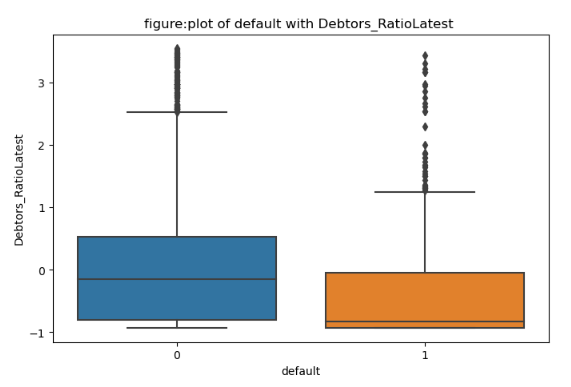 figure:plot of default with Debtors_RatioLatest
Debtors_RatioLatest
3
2
1
0
−1
0
1
default